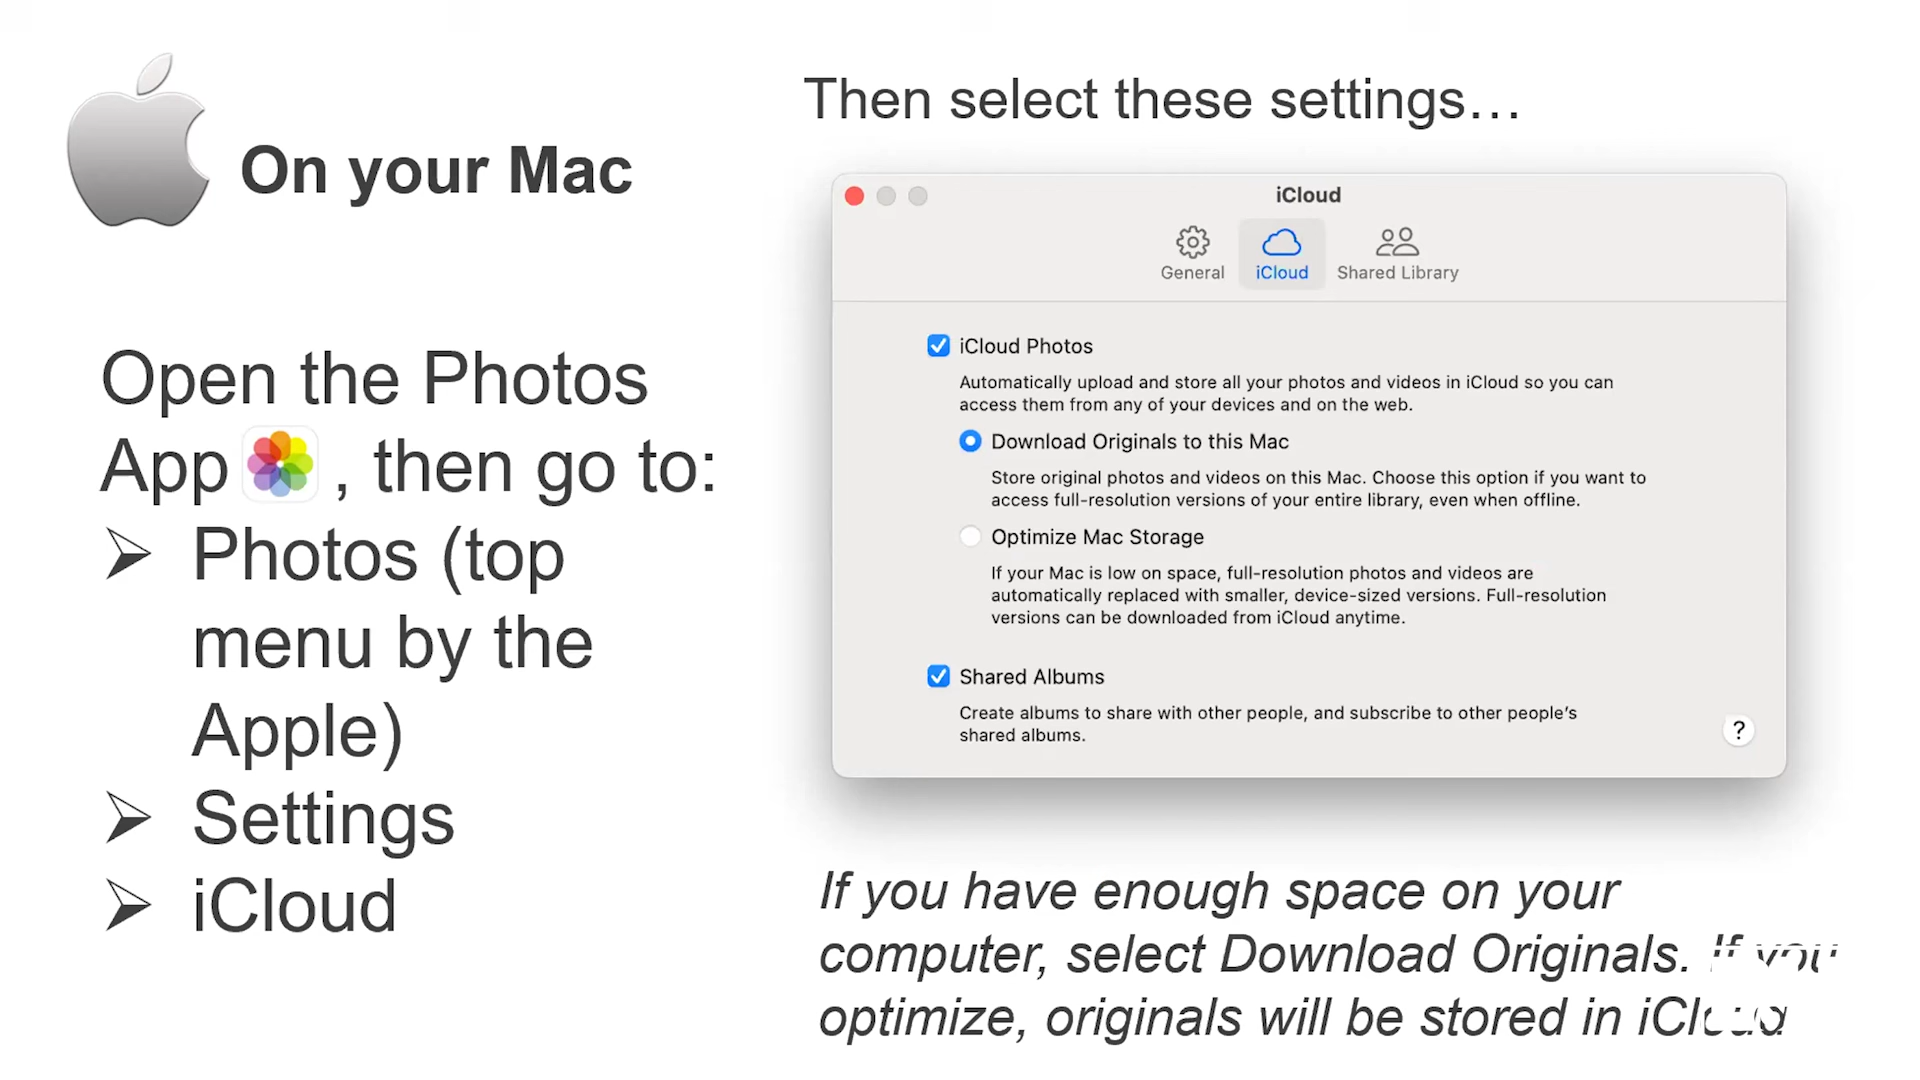 On your Mac
Open the Photos
App , then go to:
Photos (top
menu by the
Apple)
Settings
iCloud
Then select these settings…
iCloud
General
iCloud
Shared Library
iCloud Photos
Automatically upload and store all your photos and videos in iCloud so you can
access them from any of your devices and on the web.
Download Originals to this Mac
Store original photos and videos on this Mac. Choose this option if you want to
access full-resolution versions of your entire library, even when offline.
Optimize Mac Storage
If your Mac is low on space, full-resolution photos and videos are
automatically replaced with smaller, device-sized versions. Full-resolution
versions can be downloaded from iCloud anytime.
Shared Albums
Create albums to share with other people, and subscribe to other people's
shared albums.
?
If you have enough space on your
computer, select Download Originals. If you
optimize, originals will be stored in iCloud